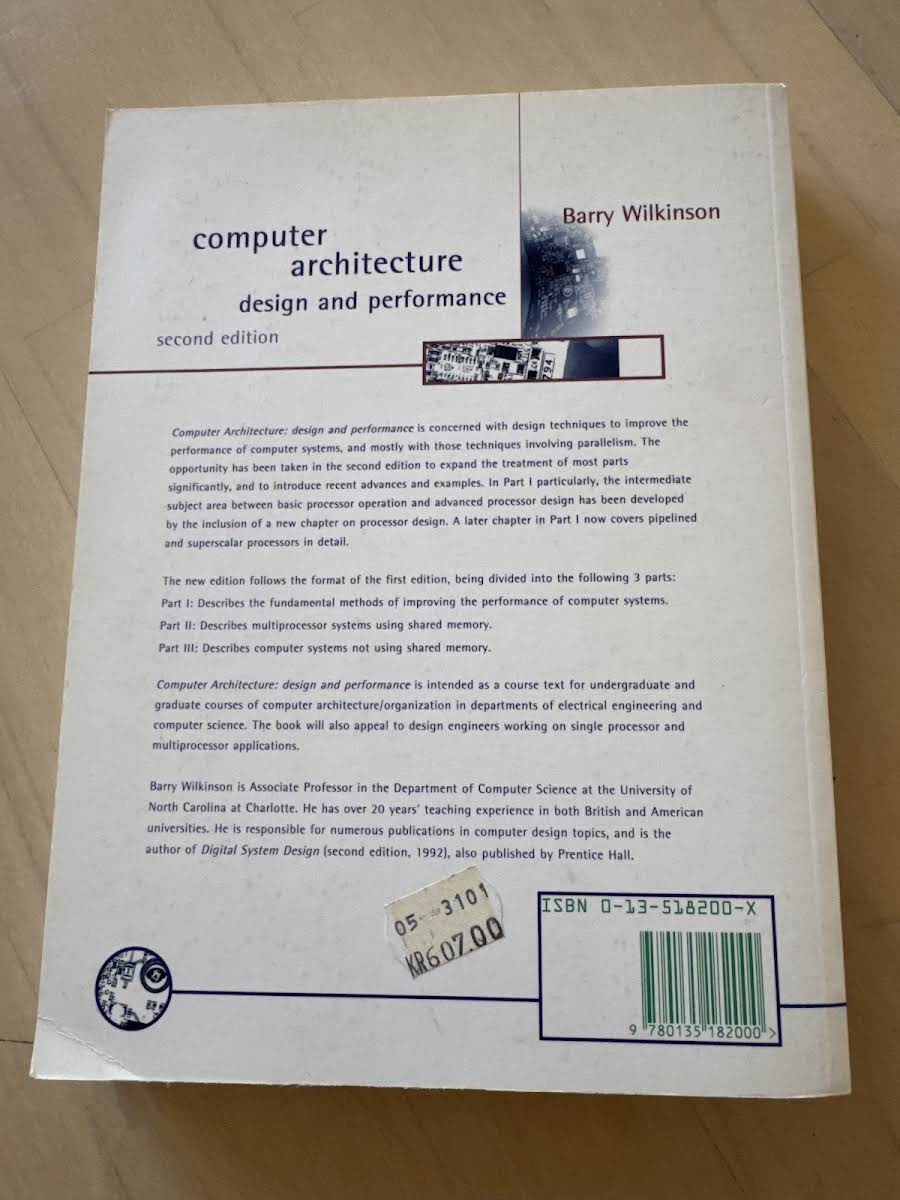 Barry Wilkinson
computer
architecture
design and performance
second edition
794
Computer Architecture: design and performance is concerned with design techniques to improve the
performance of computer systems, and mostly with those techniques involving parallelism. The
opportunity has been taken in the second edition to expand the treatment of most parts
significantly, and to introduce recent advances and examples. In Part I particularly, the intermediate
subject area between basic processor operation and advanced processor design has been developed
by the inclusion of a new chapter on processor design. A later chapter in Part I now covers pipelined
and superscalar processors in detail.
The new edition follows the format of the first edition, being divided into the following 3 parts:
Part I: Describes the fundamental methods of improving the performance of computer systems.
Part II: Describes multiprocessor systems using shared memory.
Part III: Describes computer systems not using shared memory.
Computer Architecture: design and performance is intended as a course text for undergraduate and
graduate courses of computer architecture/organization in departments of electrical engineering and
computer science. The book will also appeal to design engineers working on single processor and
multiprocessor applications.
Barry Wilkinson is Associate Professor in the Department of Computer Science at the University of
North Carolina at Charlotte. He has over 20 years' teaching experience in both British and American
universities. He is responsible for numerous publications in computer design topics, and is the
author of Digital System Design (second edition, 1992), also published by Prentice Hall.
05- 3101
KR607.00
ISBN 0-13-518200-X
9 780135 182000 >